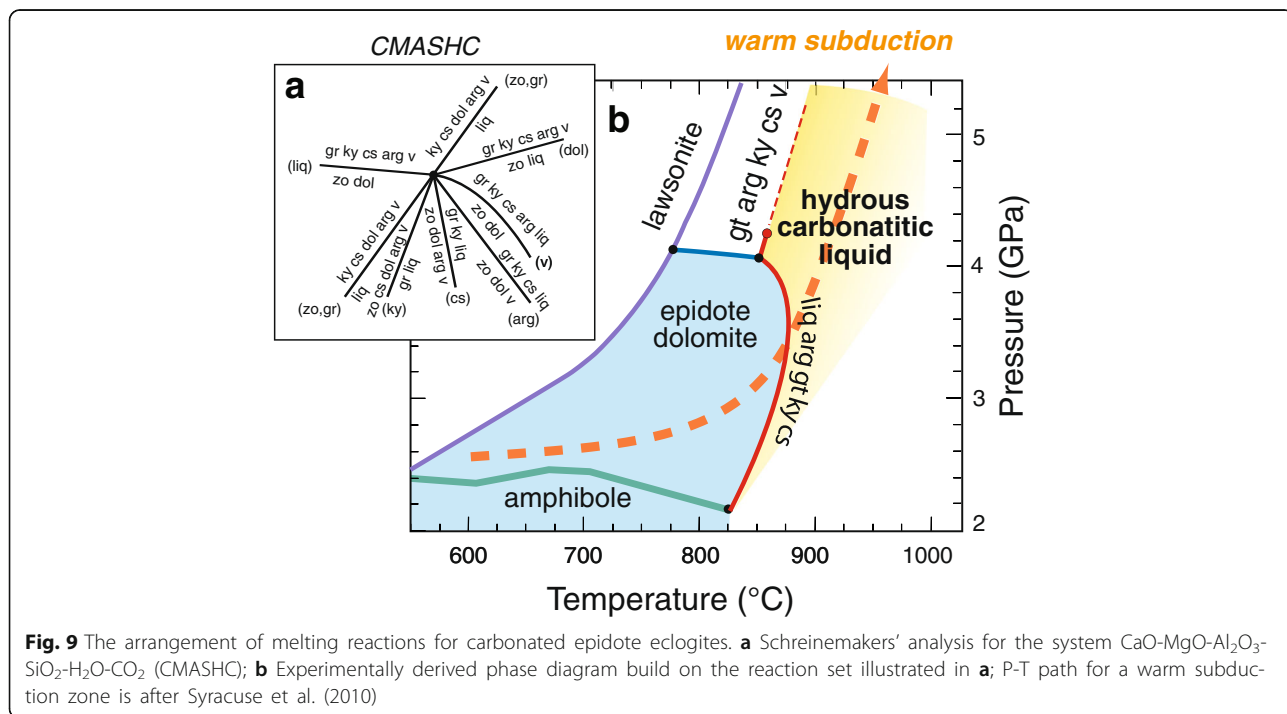 CMASHC
warm subduction
a
(zo,gr)
ky cs dol arg v
liq
gr ky cs arg v
zo liq
(dol)
gr ky cs arg v
(liq)
zo dol
gr ky cs arg liq
zo dol
(v)
gr ky cs liq
zo dol v
(arg)
gr ky liq
zo dol arg v
(cs)
zo cs dol arg v
gr liq
(ky)
ky cs dol arg v
liq
(zo,gr)
b
lawsonite
gt arg ky cs v
hydrous
carbonatitic
liquid
epidote
dolomite
liq arg gt ky cs
amphibole
5
4
3
2
Pressure (GPa)
600 700 800 900 1000
Temperature (°C)
Fig. 9 The arrangement of melting reactions for carbonated epidote eclogites. a Schreinemakers' analysis for the system CaO-MgO-Al₂O₃-
SiO₂-H₂O-CO₂ (CMASHC); b Experimentally derived phase diagram build on the reaction set illustrated in a; P-T path for a warm subduc-
tion zone is after Syracuse et al. (2010)